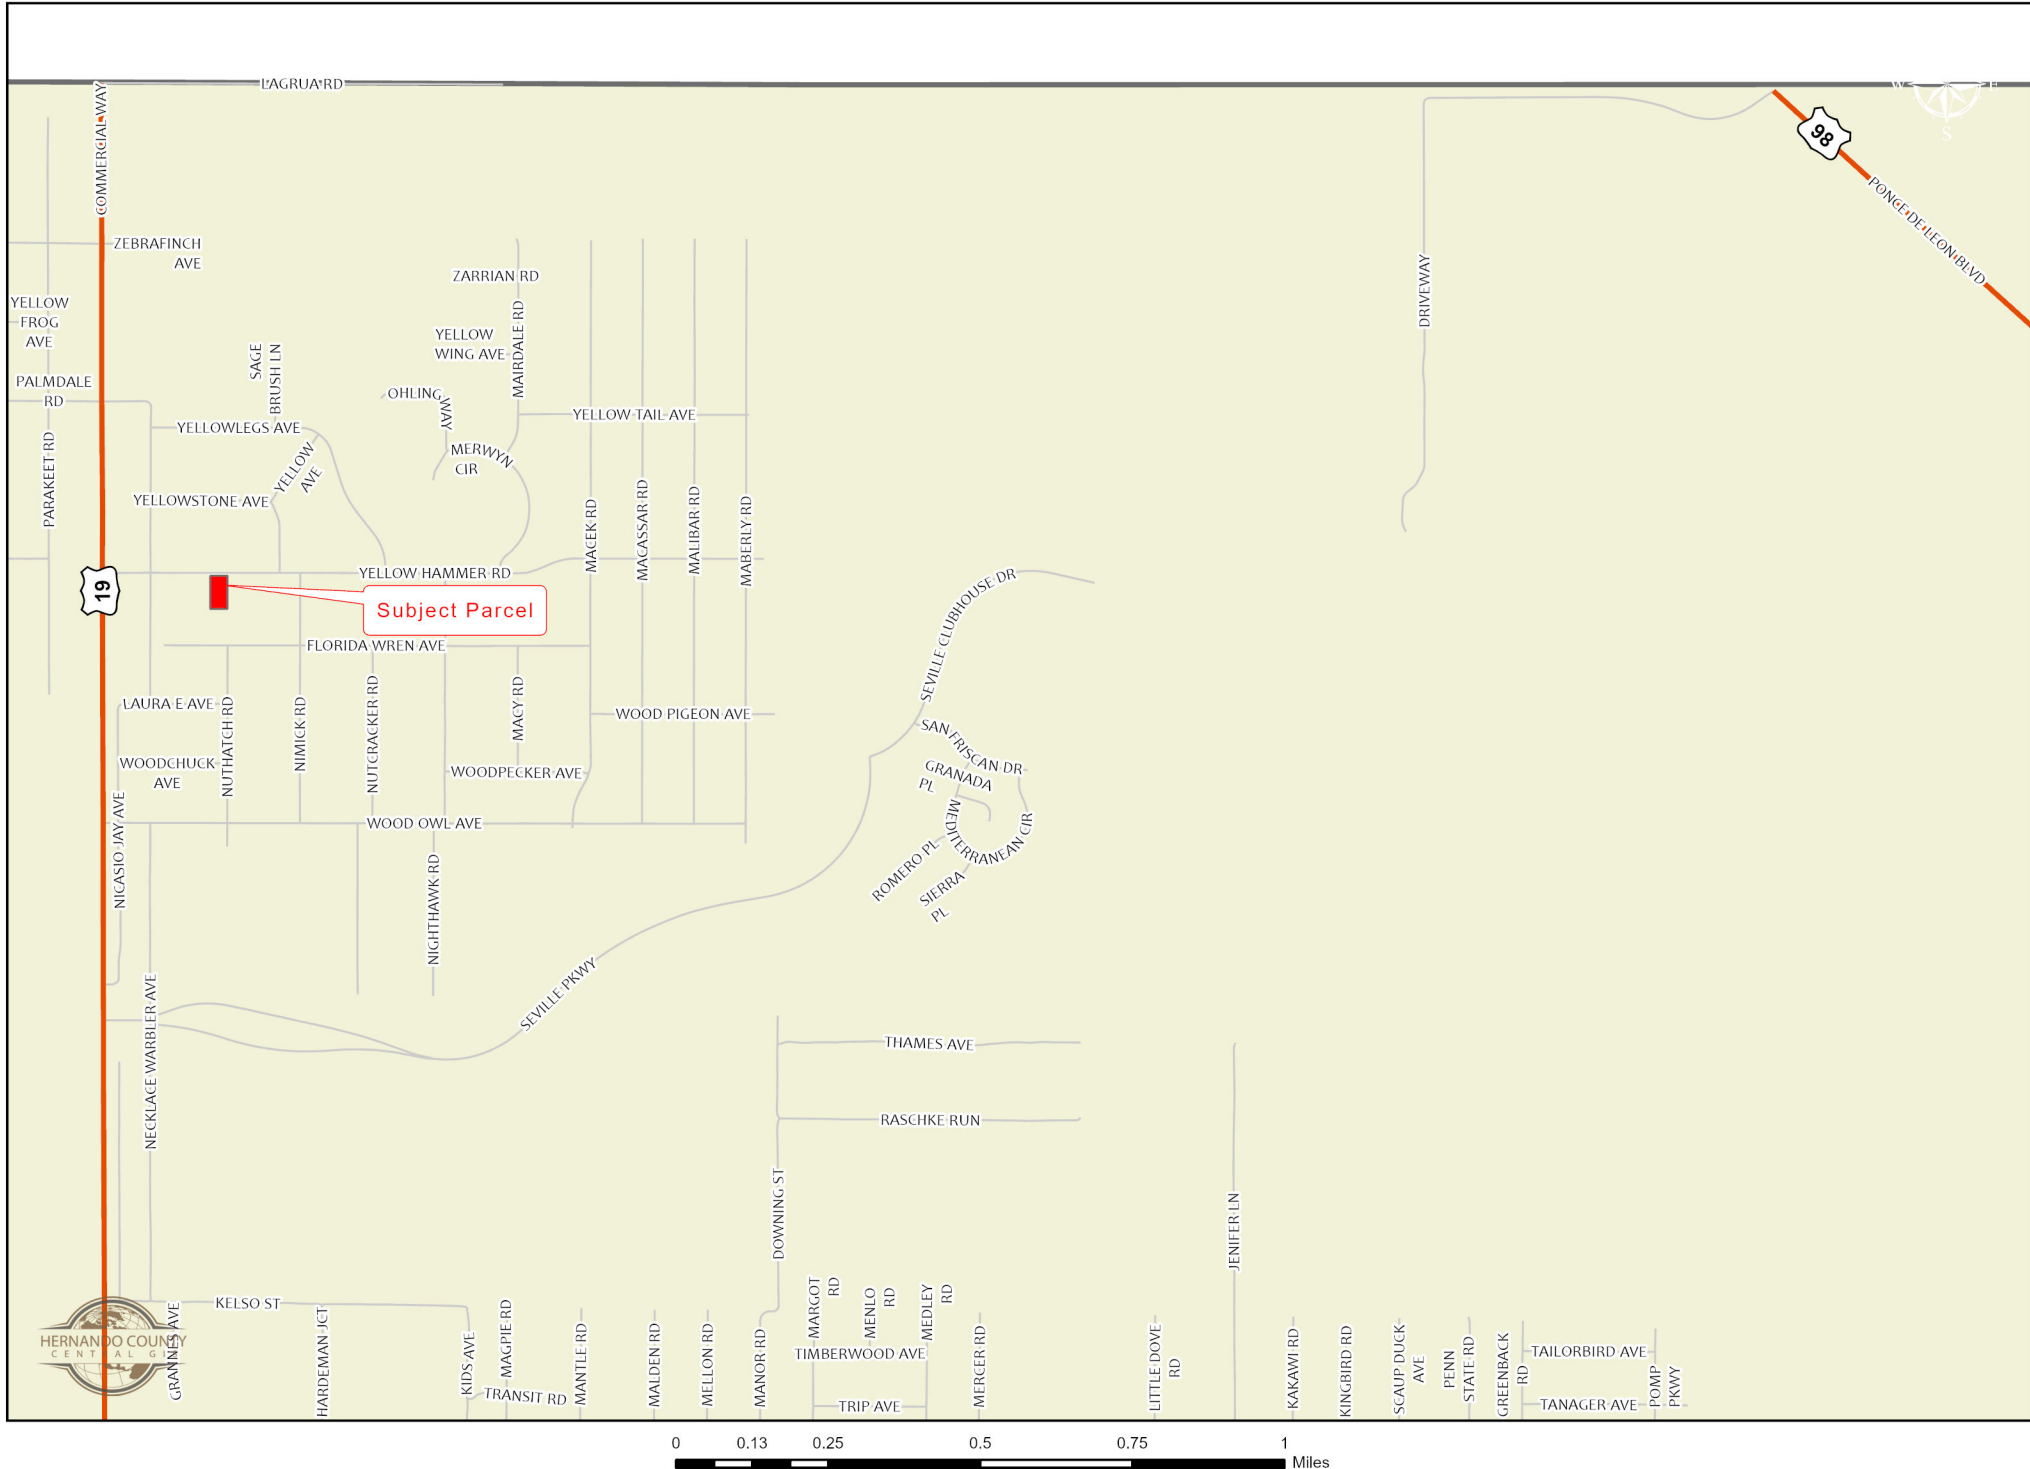 LAGRUA RD
W
E
S
COMMERCIAL WAY
98
PONCE DE LEON BLVD
ZEBRAFINCH
AVE
ZARRIAN RD
YELLOW
FROG
AVE
YELLOW
WING AVE
MAIRDALE RD
DRIVEWAY
SAGE
BRUSH LN
PALMDALE
RD
OHLING WAY
YELLOW TAIL AVE
YELLOWLEGS AVE
MERWYN
CIR
PARAKEET RD
YELLOW
AVE
YELLOWSTONE AVE
MACEK RD
MACASSAR RD
MALIBAR RD
MABERLY RD
YELLOW HAMMER RD
19
Subject Parcel
SEVILLE CLUBHOUSE DR
FLORIDA WREN AVE
LAURA E AVE
NUTHATCH RD
NIMICK RD
NUTCRACKER RD
MACY RD
WOOD PIGEON AVE
SAN FRISCAN DR
WOODCHUCK
AVE
WOODPECKER AVE
GRANADA
PL
MEDITERRANEAN CIR
NICASIO JAY AVE
WOOD OWL AVE
ROMERO PL
SIERRA
PL
NIGHTHAWK RD
SEVILLE PKWY
NECKLACE WARBLER AVE
THAMES AVE
RASCHKE RUN
DOWNING ST
JENIFER LN
KELSO ST
HERNANDO COUNTY
CENTRAL GI
GRANNES AVE
HARDEMAN JCT
KIDS AVE
MAGPIE RD
TRANSIT RD
MANTLE RD
MALDEN RD
MELLON RD
MANOR RD
MARGOT
RD
MENLO
RD
MEDLEY
RD
TIMBERWOOD AVE
TRIP AVE
MERCER RD
LITTLE DOVE
RD
KAKAWI RD
KINGBIRD RD
SCAUP DUCK
AVE
PENN
STATE RD
GREENBACK
RD
TAILORBIRD AVE
TANAGER AVE
POMP
PKWY
0 0.13 0.25 0.5 0.75 1
Miles